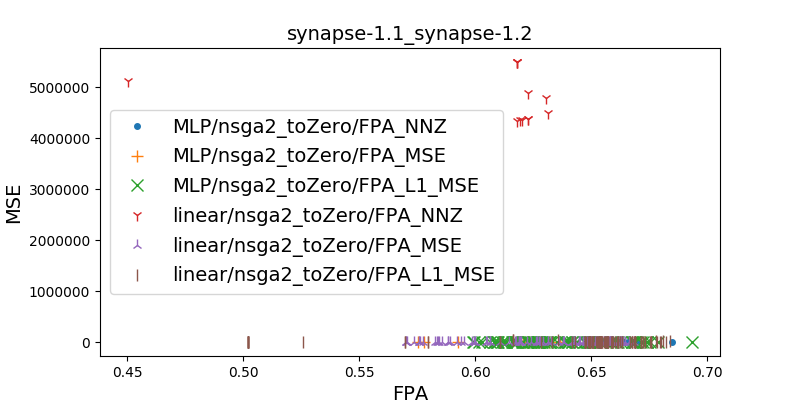 synapse-1.1_synapse-1.2
MSE
5000000
4000000
3000000
2000000
1000000
0
MLP/nsga2_toZero/FPA_NNZ
MLP/nsga2_toZero/FPA_MSE
MLP/nsga2_toZero/FPA_L1_MSE
linear/nsga2_toZero/FPA_NNZ
linear/nsga2_toZero/FPA_MSE
linear/nsga2_toZero/FPA_L1_MSE
0.45 0.50 0.55 0.60 0.65 0.70
FPA